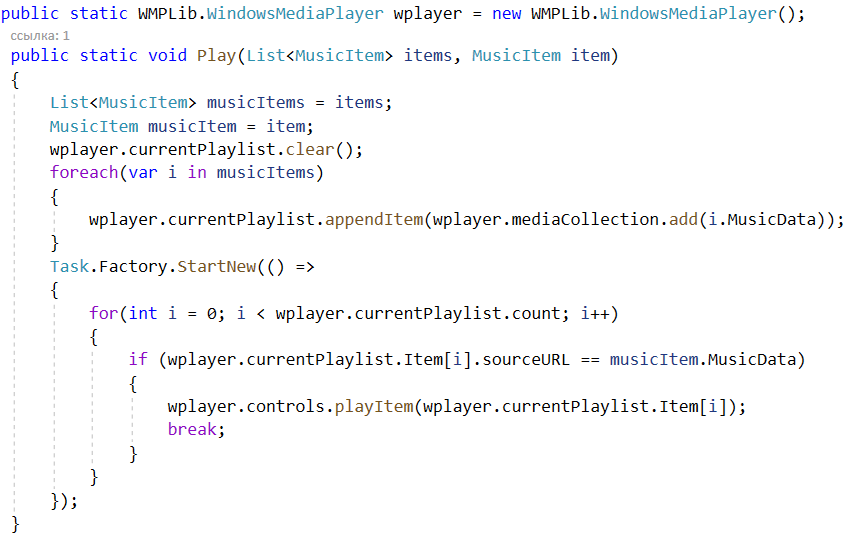 public static WMPLib.WindowsMediaPlayer wplayer = new WMPLib.WindowsMediaPlayer();
ссылка: 1
public static void Play(List<MusicItem> items, MusicItem item)
{
List<MusicItem> musicItems = items;
MusicItem musicItem = item;
wplayer.currentPlaylist.clear();
foreach(var i in musicItems)
{
wplayer.currentPlaylist.appendItem(wplayer.mediaCollection.add(i.MusicData));
}
Task.Factory.StartNew(() =>
{
for(int i = 0; i < wplayer.currentPlaylist.count; i++)
{
if (wplayer.currentPlaylist.Item[i].sourceURL == musicItem.MusicData)
{
wplayer.controls.playItem(wplayer.currentPlaylist.Item[i]);
break;
}
}
});
}